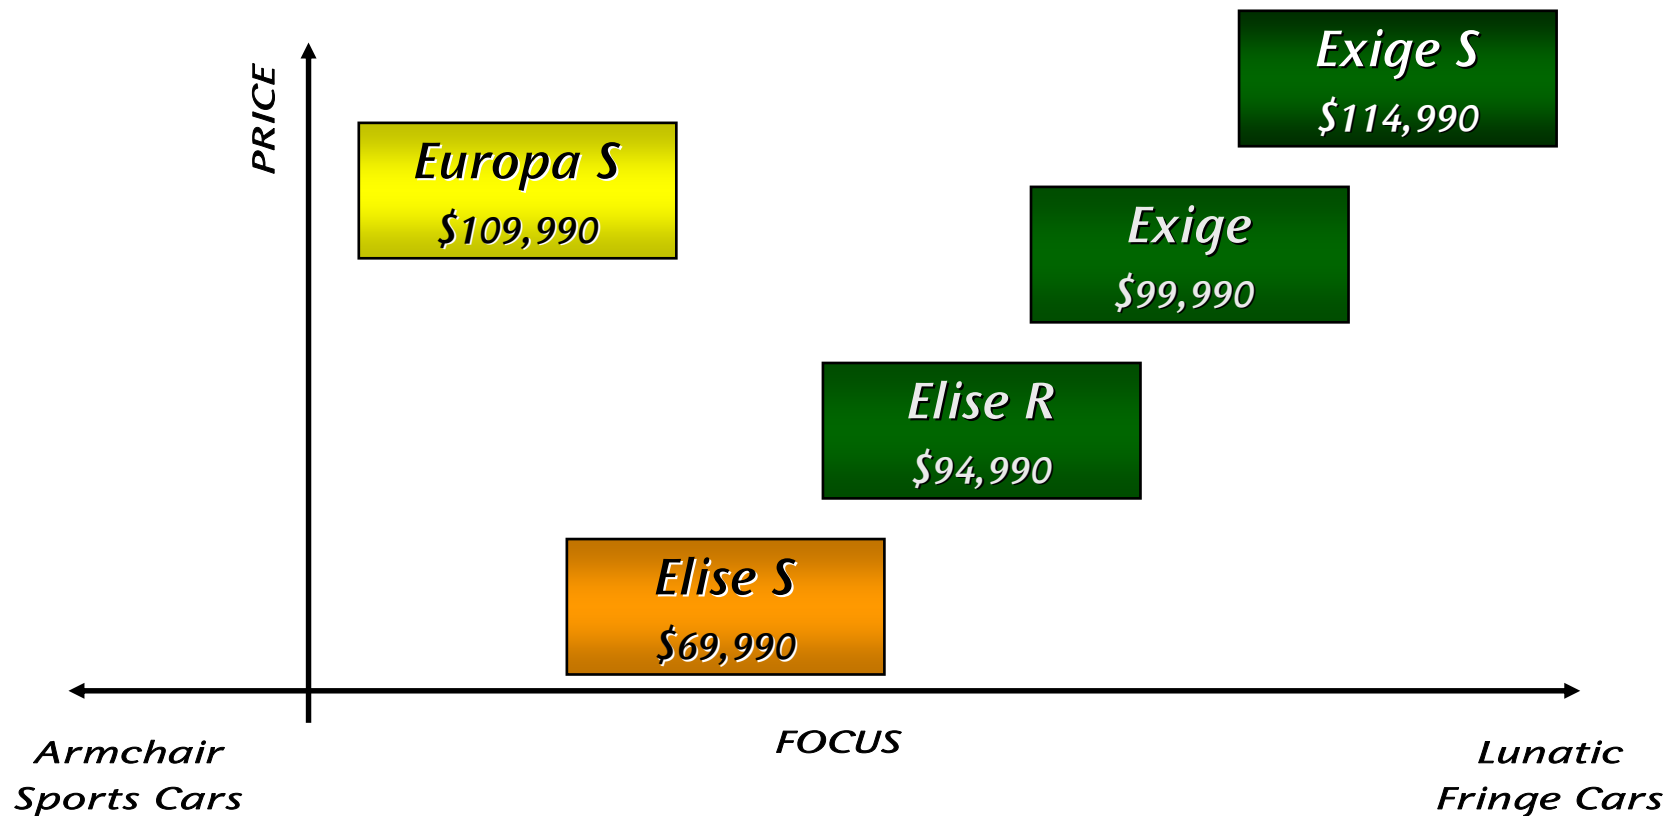 Exige S
$114,990
PRICE
Europa S
$109,990
Exige
$99,990
Elise R
$94,990
Elise S
$69,990
FOCUS
Armchair
Sports Cars
Lunatic
Fringe Cars